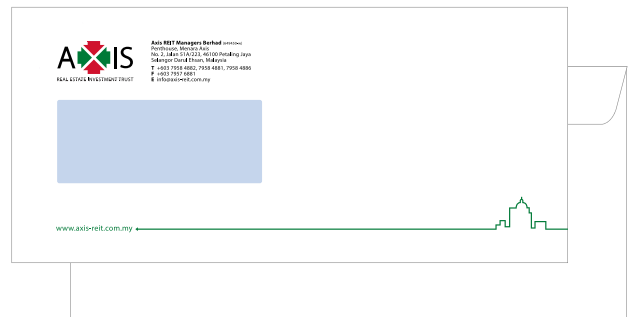 AXIS
REAL ESTATE INVESTMENT TRUST
Axis REIT Managers Berhad
Penthouse, Menara Axis
No. 2, Jalan 51A/223, 46100 Petaling Jaya
Selangor Darul Ehsan, Malaysia
T +603 7958 4882, 7958 4881, 7958 4886
F +603 7957 6881
E info@axis-reit.com.my
www.axis-reit.com.my